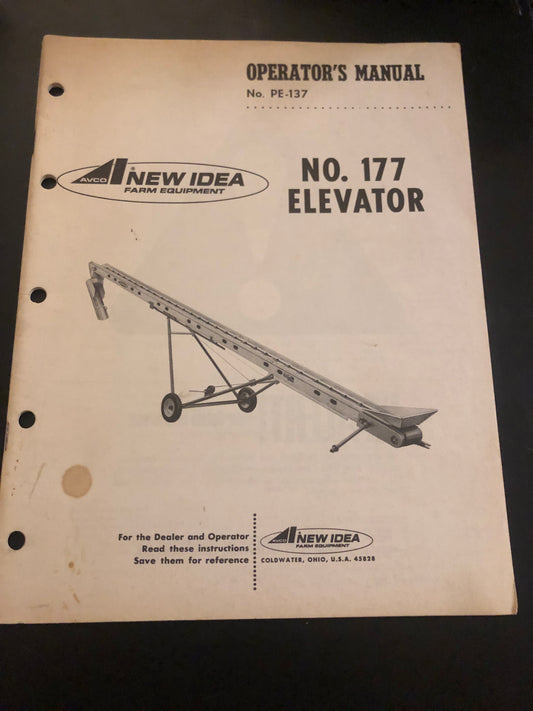 OPERATOR'S MANUAL
No. PE-137
AVCO NEW IDEA
FARM EQUIPMENT
NO. 177
ELEVATOR
For the Dealer and Operator
Read these instructions
Save them for reference
AVCO NEW IDEA
FARM EQUIPMENT
COLDWATER, OHIO, U.S.A. 45828